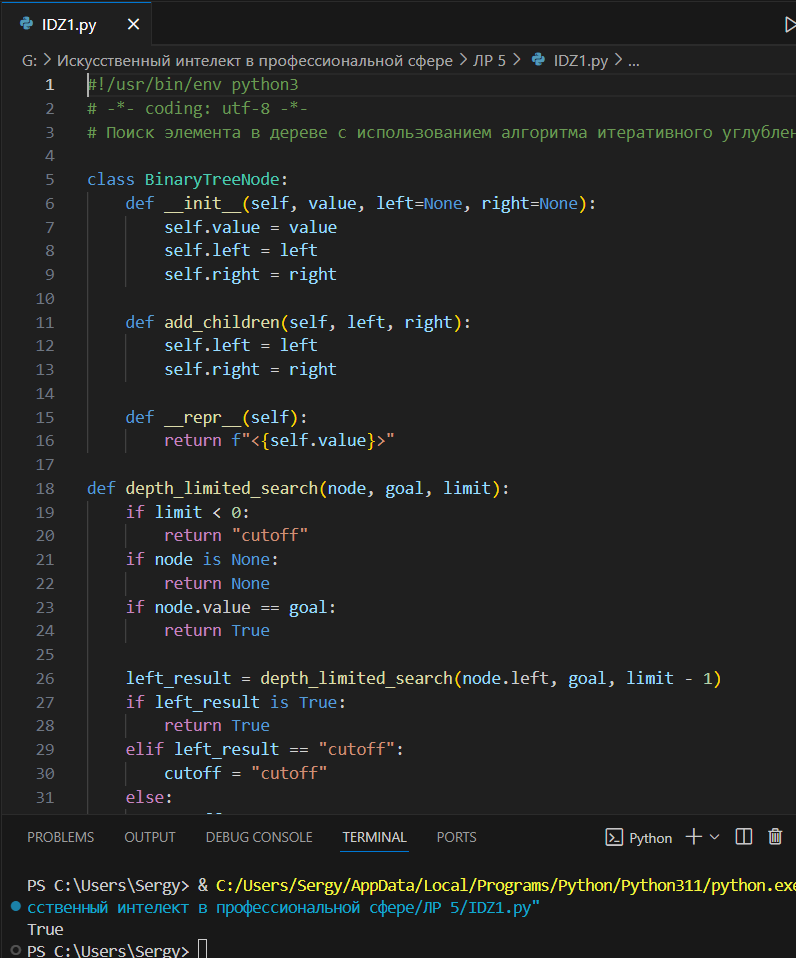 IDZ1.py
G: > Искусственный интелект в профессиональной сфере > ЛР 5 > IDZ1.py > ...
1 #!/usr/bin/env python3
2 # -*- coding: utf-8 -*-
3 # Поиск элемента в дереве с использованием алгоритма итеративного
4
5 class BinaryTreeNode:
6     def __init__(self, value, left=None, right=None):
7         self.value = value
8         self.left = left
9         self.right = right
10
11     def add_children(self, left, right):
12         self.left = left
13         self.right = right
14
15     def __repr__(self):
16         return f"<{self.value}>"
17
18 def depth_limited_search(node, goal, limit):
19     if limit < 0:
20         return "cutoff"
21     if node is None:
22         return None
23     if node.value == goal:
24         return True
25
26     left_result = depth_limited_search(node.left, goal, limit - 1)
27     if left_result is True:
28         return True
29     elif left_result == "cutoff":
30         cutoff = "cutoff"
31     else:
PROBLEMS OUTPUT DEBUG CONSOLE TERMINAL PORTS Python
PS C:\Users\Sergy> & C:/Users/Sergy/AppData/Local/Programs/Python/Python311/python.exe
сственный интелект в профессиональной сфере/ЛР 5/IDZ1.py"
True
PS C:\Users\Sergy>